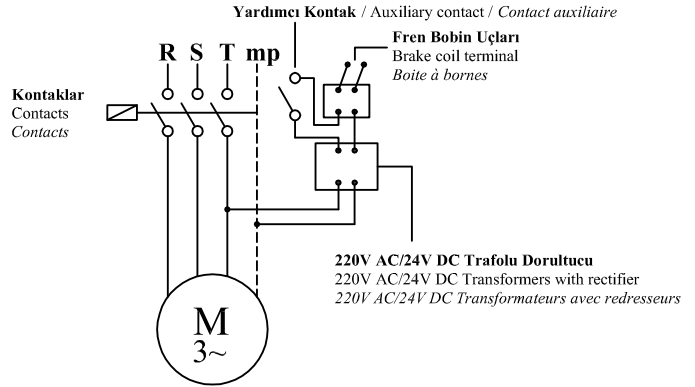 Yardımcı Kontak / Auxiliary contact / Contact auxiliaire
Fren Bobin Uçları
Brake coil terminal
Boite à bornes
R S T mp
Kontaklar
Contacts
Contacts
220V AC/24V DC Trafolu Dorultucu
220V AC/24V DC Transformers with rectifier
220V AC/24V DC Transformateurs avec redresseurs
M
3~